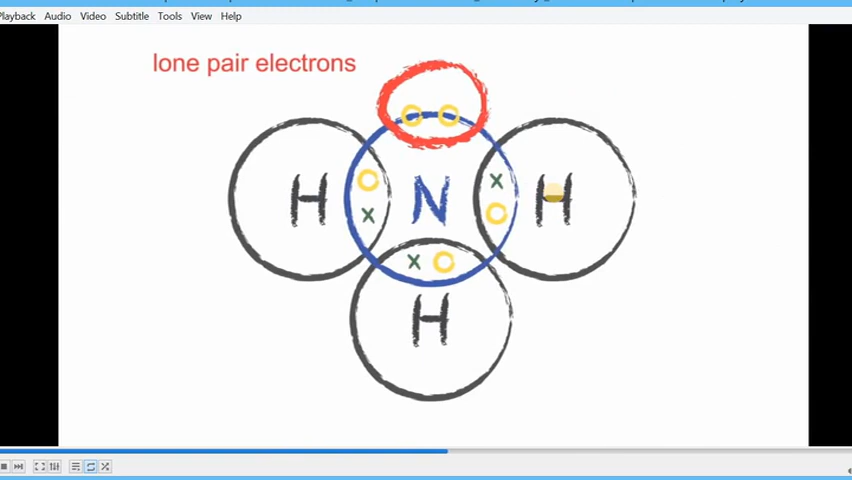 Playback Audio Video Subtitle Tools View Help
lone pair electrons
H N H
H